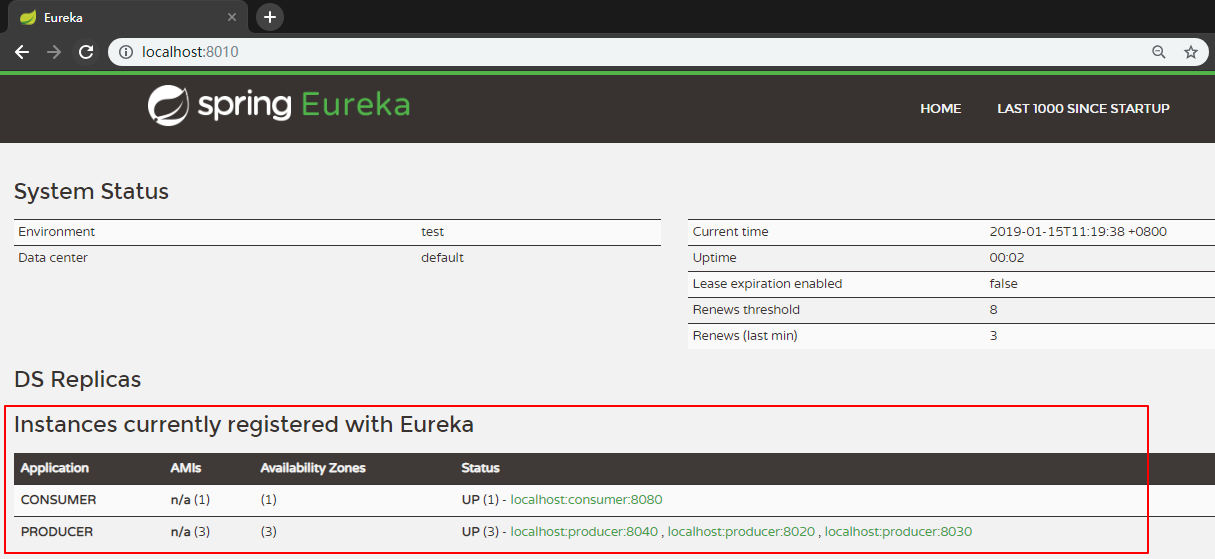 Eureka
localhost:8010
spring Eureka
HOME LAST 1000 SINCE STARTUP
System Status
Environment test
Data center default
Current time 2019-01-15T11:19:38 +0800
Uptime 00:02
Lease expiration enabled false
Renews threshold 8
Renews (last min) 3
DS Replicas
Instances currently registered with Eureka
Application AMIs Availability Zones Status
CONSUMER n/a (1) (1) UP (1) - localhost:consumer:8080
PRODUCER n/a (3) (3) UP (3) - localhost:producer:8040 , localhost:producer:8020 , localhost:producer:8030